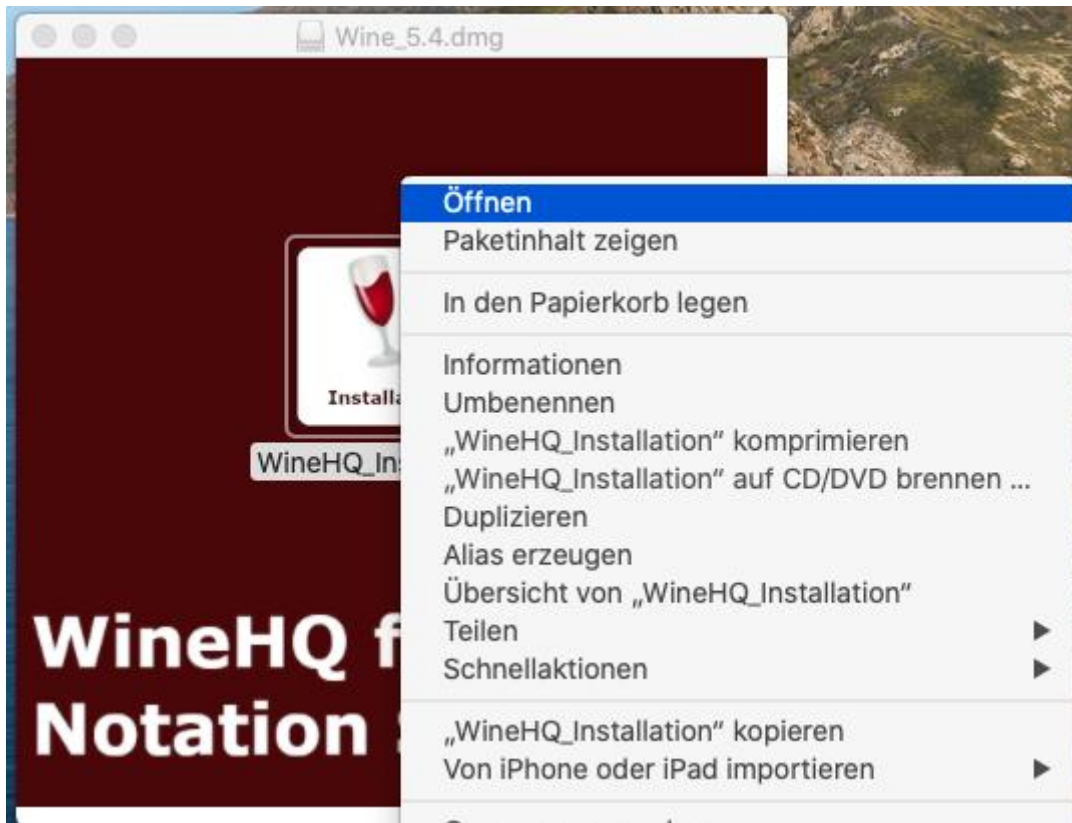 Wine_5.4.dmg
Öffnen
Paketinhalt zeigen
In den Papierkorb legen
Informationen
Umbenennen
„WineHQ_Installation“ komprimieren
„WineHQ_Installation“ auf CD/DVD brennen ...
Duplizieren
Alias erzeugen
Übersicht von „WineHQ_Installation“
Teilen
Schnellaktionen
„WineHQ_Installation“ kopieren
Von iPhone oder iPad importieren
Installa
WineHQ_In
WineHQ f
Notation